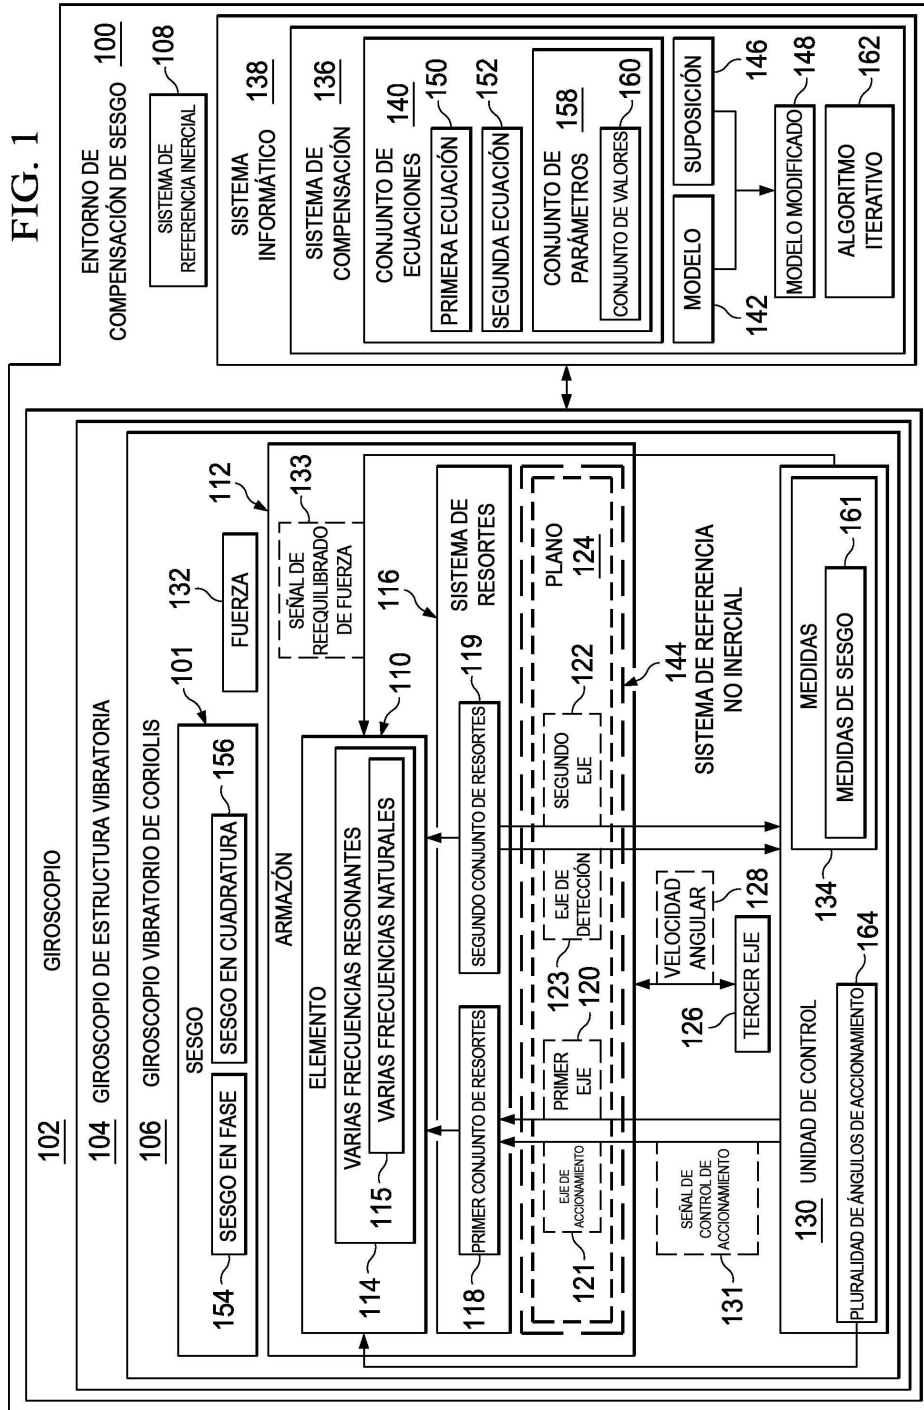 FIG. 1
ENTORNO DE
COMPENSACIÓN DE SESGO
100
SISTEMA DE
REFERENCIA INERCIAL
108
GIROSCOPIO
102
GIROSCOPIO DE ESTRUCTURA VIBRATORIA
104
GIROSCOPIO VIBRATORIO DE CORIOLIS
106
SESGO
101
SESGO EN FASE
154
SESGO EN CUADRATURA
156
FUERZA
132
112
ARMAZÓN
SEÑAL DE
REEQUILIBRADO
DE FUERZA
133
ELEMENTO
110
VARIAS FRECUENCIAS RESONANTES
114
VARIAS FRECUENCIAS NATURALES
115
116
SISTEMA DE
RESORTES
PRIMER CONJUNTO DE RESORTES
118
SEGUNDO CONJUNTO DE RESORTES
119
PLANO
124
EJE DE
ACCIONAMIENTO
121
PRIMER
EJE
120
EJE DE
DETECCIÓN
123
SEGUNDO
EJE
122
144
SISTEMA DE REFERENCIA
NO INERCIAL
SEÑAL DE
CONTROL DE
ACCIONAMIENTO
131
VELOCIDAD
ANGULAR
128
TERCER EJE
126
130
UNIDAD DE CONTROL
PLURALIDAD DE ÁNGULOS DE ACCIONAMIENTO
164
MEDIDAS
134
MEDIDAS DE SESGO
161
SISTEMA
INFORMÁTICO
138
SISTEMA DE
COMPENSACIÓN
136
CONJUNTO DE
ECUACIONES
140
PRIMERA ECUACIÓN
150
SEGUNDA ECUACIÓN
152
CONJUNTO DE
PARÁMETROS
158
CONJUNTO DE VALORES
160
MODELO
142
SUPOSICIÓN
146
MODELO MODIFICADO
148
ALGORITMO
ITERATIVO
162